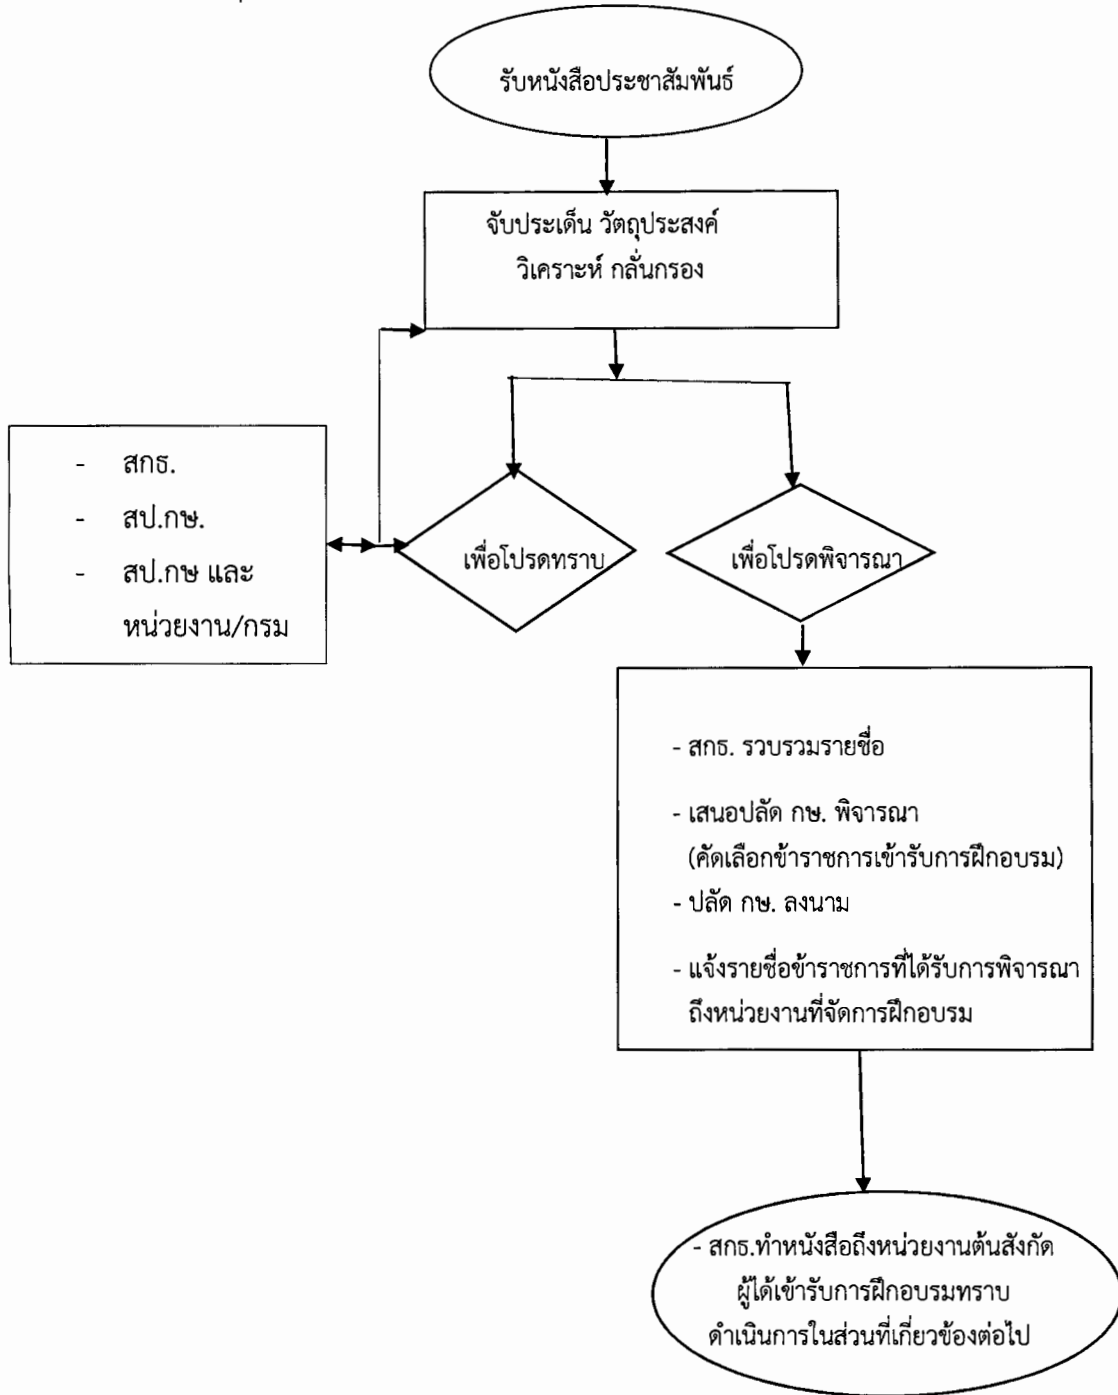 รับหนังสือประชาสัมพันธ์
จับประเด็น วัตถุประสงค์
วิเคราะห์ กลั่นกรอง
- สกธ.
- สป.กษ.
- สป.กษ และ
หน่วยงาน/กรม
เพื่อโปรดทราบ
เพื่อโปรดพิจารณา
- สกธ. รวบรวมรายชื่อ
- เสนอปลัด กษ. พิจารณา
(คัดเลือกข้าราชการเข้ารับการฝึกอบรม)
- ปลัด กษ. ลงนาม
- แจ้งรายชื่อข้าราชการที่ได้รับการพิจารณา
ถึงหน่วยงานที่จัดการฝึกอบรม
- สกธ.ทำหนังสือถึงหน่วยงานต้นสังกัด
ผู้ได้เข้ารับการฝึกอบรมทราบ
ดำเนินการในส่วนที่เกี่ยวข้องต่อไป